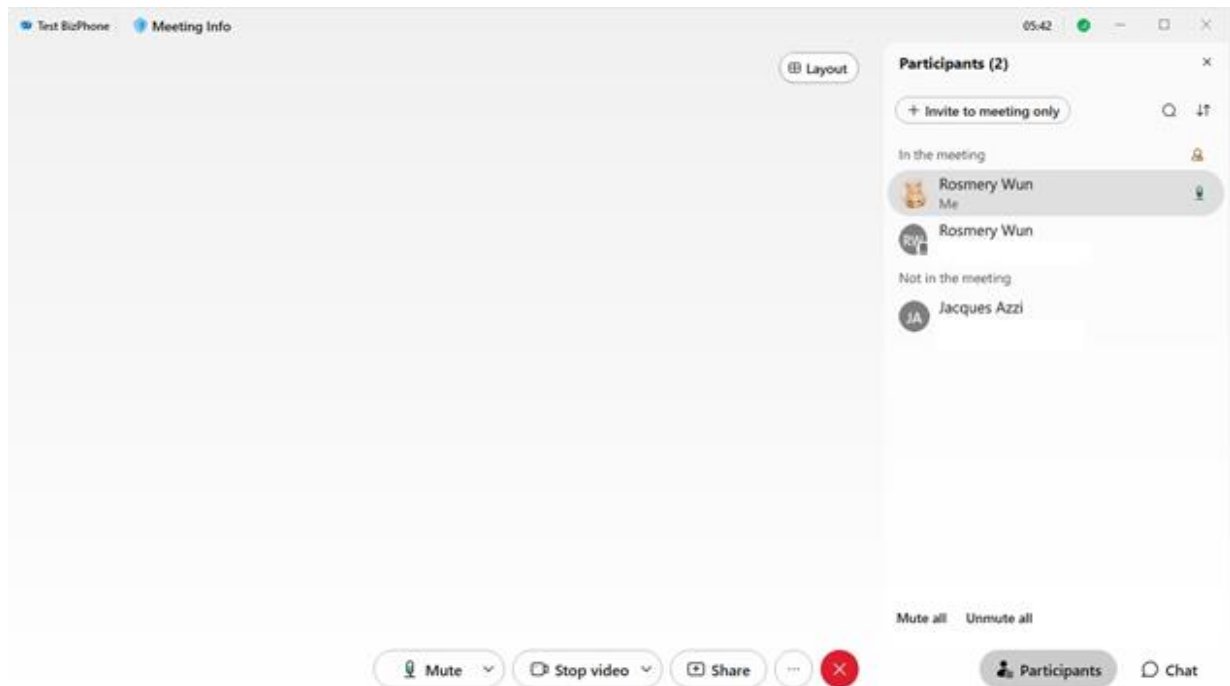 Test BizPhone
Meeting Info
05:42
Layout
Participants (2)
+ Invite to meeting only
In the meeting
Rosmery Wun
Me
RW
Rosmery Wun
Not in the meeting
JA
Jacques Azzi
Mute all
Unmute all
Mute
Stop video
Share
Participants
Chat